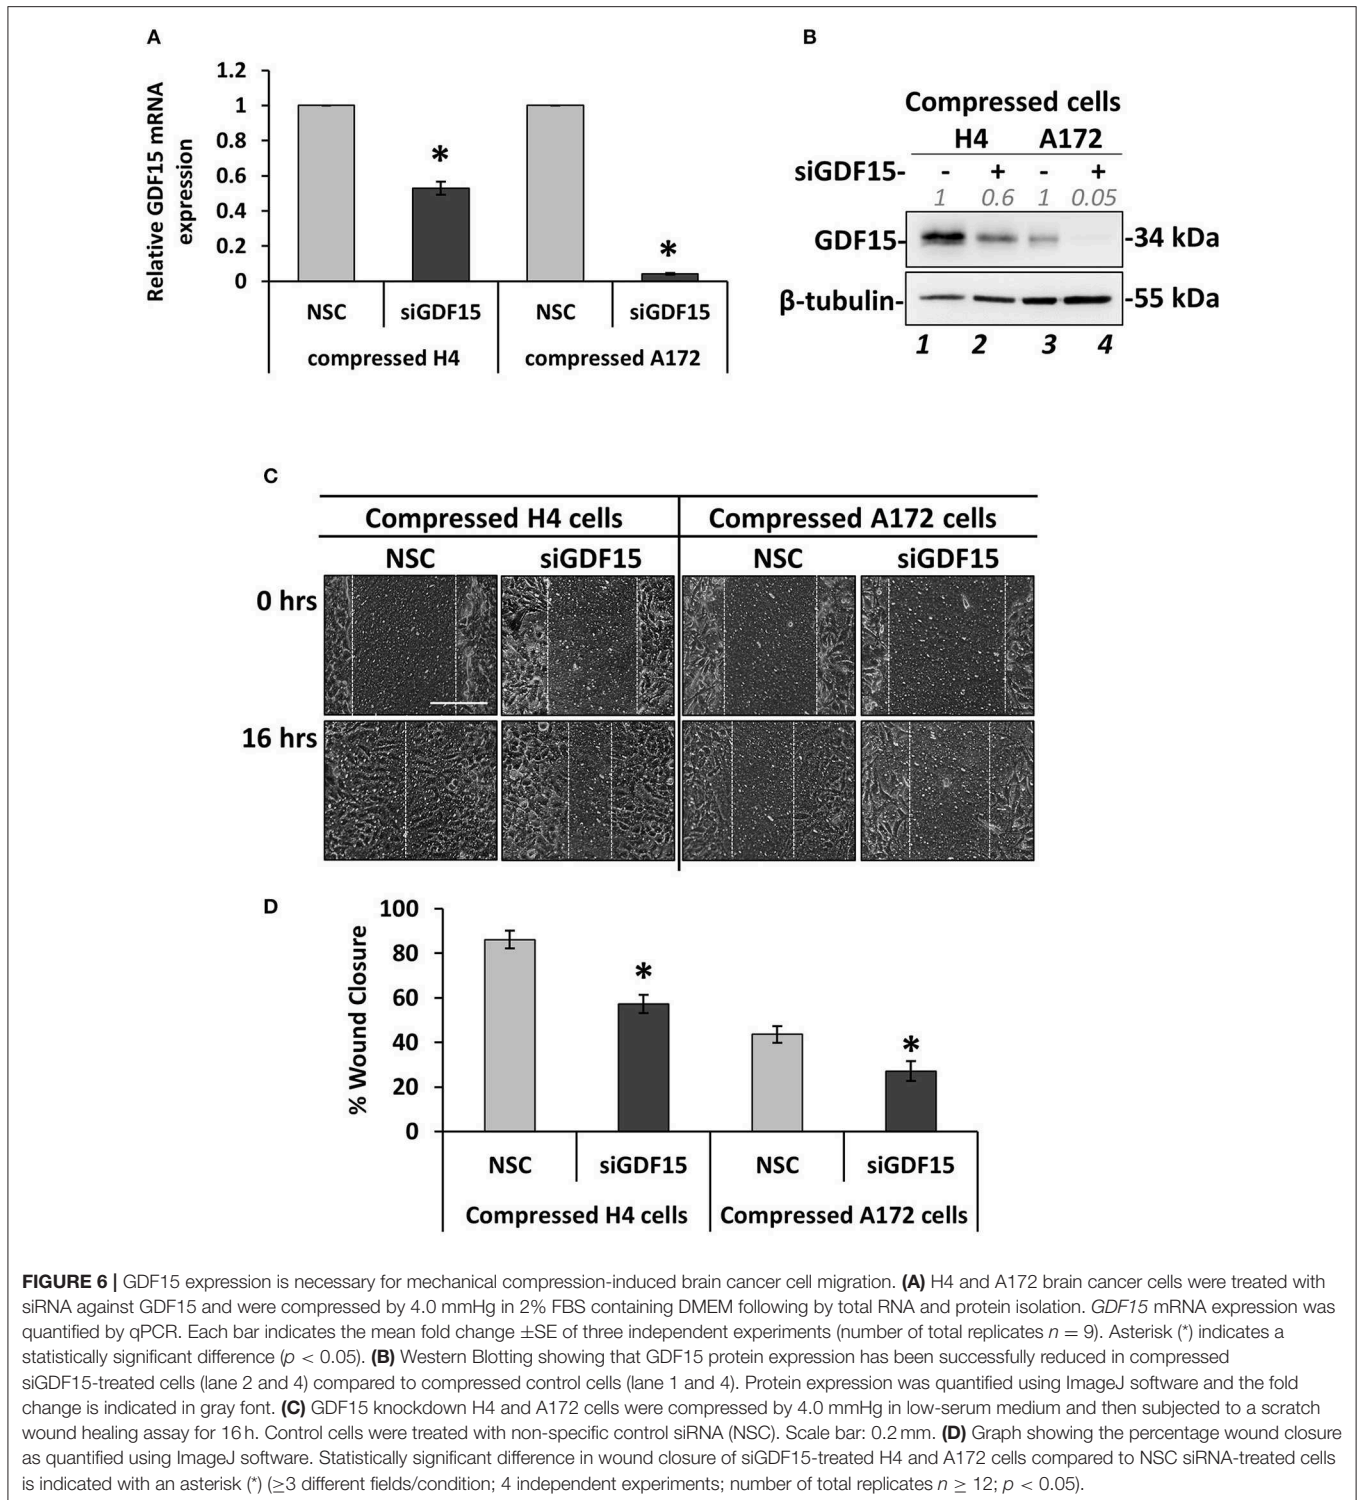 A
1.2
1
0.8
0.6
0.4
0.2
0
Relative GDF15 mRNA
expression
*
*
NSC
siGDF15
NSC
siGDF15
compressed H4
compressed A172
B
Compressed cells
H4 A172
siGDF15- - + - +
1 0.6 1 0.05
GDF15- -34 kDa
β-tubulin- -55 kDa
1 2 3 4
C
Compressed H4 cells Compressed A172 cells
NSC siGDF15 NSC siGDF15
0 hrs
16 hrs
D
100
80
60
40
20
0
% Wound Closure
*
*
NSC siGDF15 NSC siGDF15
Compressed H4 cells Compressed A172 cells
FIGURE 6 | GDF15 expression is necessary for mechanical compression-induced brain cancer cell migration. (A) H4 and A172 brain cancer cells were treated with
siRNA against GDF15 and were compressed by 4.0 mmHg in 2% FBS containing DMEM following by total RNA and protein isolation. GDF15 mRNA expression was
quantified by qPCR. Each bar indicates the mean fold change ±SE of three independent experiments (number of total replicates n = 9). Asterisk (*) indicates a
statistically significant difference (p < 0.05). (B) Western Blotting showing that GDF15 protein expression has been successfully reduced in compressed
siGDF15-treated cells (lane 2 and 4) compared to compressed control cells (lane 1 and 4). Protein expression was quantified using ImageJ software and the fold
change is indicated in gray font. (C) GDF15 knockdown H4 and A172 cells were compressed by 4.0 mmHg in low-serum medium and then subjected to a scratch
wound healing assay for 16 h. Control cells were treated with non-specific control siRNA (NSC). Scale bar: 0.2 mm. (D) Graph showing the percentage wound closure
as quantified using ImageJ software. Statistically significant difference in wound closure of siGDF15-treated H4 and A172 cells compared to NSC siRNA-treated cells
is indicated with an asterisk (*) (≥3 different fields/condition; 4 independent experiments; number of total replicates n ≥ 12; p < 0.05).